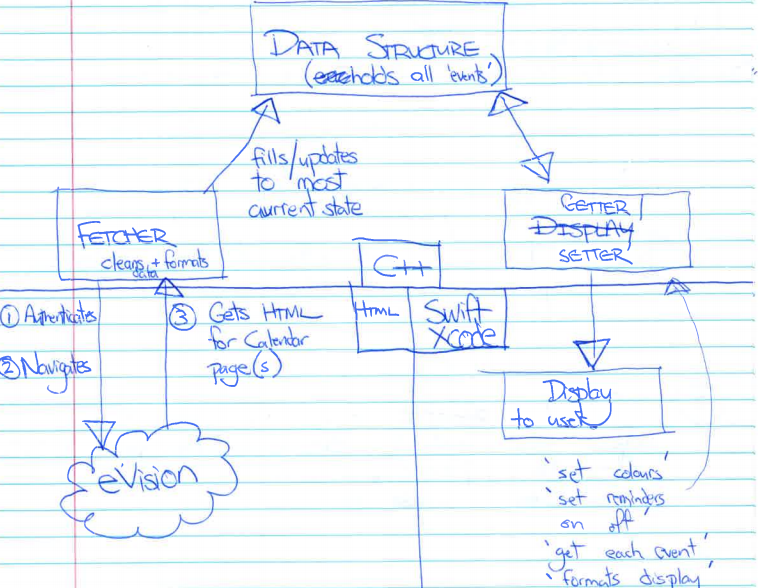 DATA STRUCTURE
(holds all 'events')
fills/updates
to most
current state
FETCHER
cleans + formats
data
GETTER
DISPLAY
SETTER
C++
HTML
Swift
Xcode
① Authenticates
② Navigates
③ Gets HTML
for Calendar
page(s)
eVision
Display
to user
'set colours'
'set reminders
on off'
'get each event'
'formats display